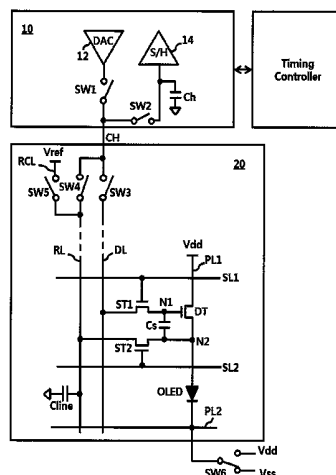 10
DAC
12
S/H
14
SW1
SW2
Ch
Timing
Controller
CH
20
Vref
RCL
SW5
SW4
SW3
RL
DL
Vdd
PL1
SL1
ST1
N1
DT
Cs
ST2
N2
SL2
OLED
Cline
PL2
Vdd
SW6
Vss